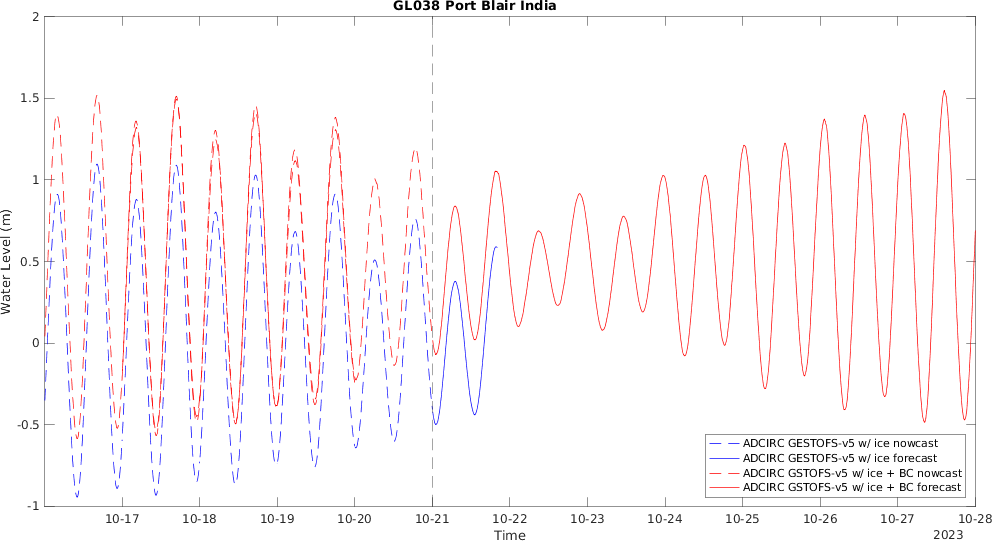 GL038 Port Blair India
2
1.5
1
0.5
0
-0.5
-1
Water Level (m)
10-17 10-18 10-19 10-20 10-21 10-22 10-23 10-24 10-25 10-26 10-27 10-28
Time
2023
ADCIRC GESTOFS-v5 w/ ice nowcast
ADCIRC GESTOFS-v5 w/ ice forecast
ADCIRC GSTOFS-v5 w/ ice + BC nowcast
ADCIRC GSTOFS-v5 w/ ice + BC forecast